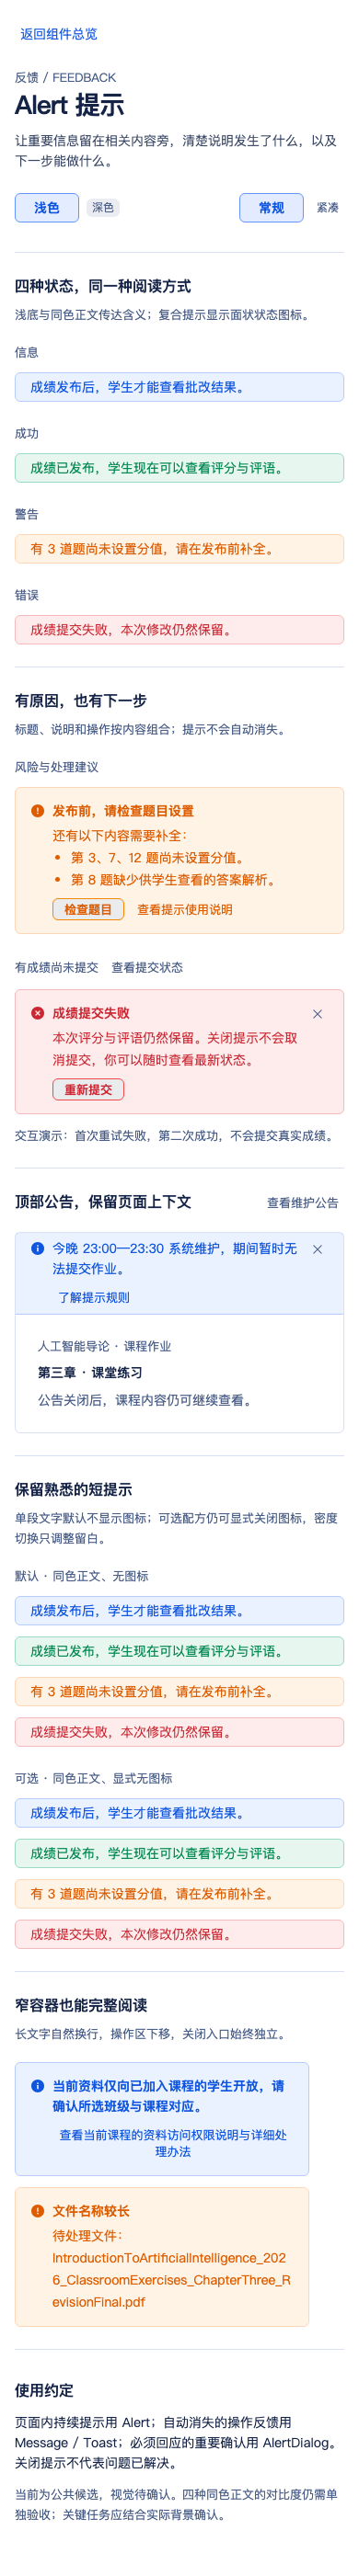 返回组件总览
反馈 / FEEDBACK
Alert 提示
让重要信息留在相关内容旁，清楚说明发生了什么，以及
下一步能做什么。
浅色 深色 常规 紧凑
四种状态，同一种阅读方式
浅底与同色正文传达含义；复合提示显示面状状态图标。
信息
成绩发布后，学生才能查看批改结果。
成功
成绩已发布，学生现在可以查看评分与评语。
警告
有 3 道题尚未设置分值，请在发布前补全。
错误
成绩提交失败，本次修改仍然保留。
有原因，也有下一步
标题、说明和操作按内容组合；提示不会自动消失。
风险与处理建议
发布前，请检查题目设置
还有以下内容需要补全：
• 第 3、7、12 题尚未设置分值。
• 第 8 题缺少供学生查看的答案解析。
检查题目 查看提示使用说明
有成绩尚未提交 查看提交状态
成绩提交失败
本次评分与评语仍然保留。关闭提示不会取
消提交，你可以随时查看最新状态。
重新提交
交互演示：首次重试失败，第二次成功，不会提交真实成绩。
顶部公告，保留页面上下文 查看维护公告
今晚 23:00—23:30 系统维护，期间暂时无
法提交作业。
了解提示规则
人工智能导论 · 课程作业
第三章 · 课堂练习
公告关闭后，课程内容仍可继续查看。
保留熟悉的短提示
单段文字默认不显示图标；可选配方仍可显式关闭图标，密度
切换只调整留白。
默认 · 同色正文、无图标
成绩发布后，学生才能查看批改结果。
成绩已发布，学生现在可以查看评分与评语。
有 3 道题尚未设置分值，请在发布前补全。
成绩提交失败，本次修改仍然保留。
可选 · 同色正文、显式无图标
成绩发布后，学生才能查看批改结果。
成绩已发布，学生现在可以查看评分与评语。
有 3 道题尚未设置分值，请在发布前补全。
成绩提交失败，本次修改仍然保留。
窄容器也能完整阅读
长文字自然换行，操作区下移，关闭入口始终独立。
当前资料仅向已加入课程的学生开放，请
确认所选班级与课程对应。
查看当前课程的资料访问权限说明与详细处
理办法
文件名称较长
待处理文件：
IntroductionToArtificialIntelligence_202
6_ClassroomExercises_ChapterThree_R
evisionFinal.pdf
使用约定
页面内持续提示用 Alert；自动消失的操作反馈用
Message / Toast；必须回应的重要确认用 AlertDialog。
关闭提示不代表问题已解决。
当前为公共候选，视觉待确认。四种同色正文的对比度仍需单
独验收；关键任务应结合实际背景确认。